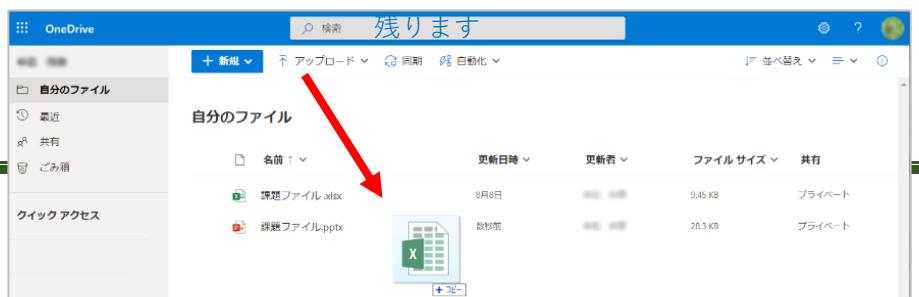 OneDrive 検索 残ります ?
+ 新規 アップロード 同期 自動化 並べ替え
自分のファイル
最近
共有
ごみ箱
クイック アクセス
自分のファイル
名前 ↑ 更新日時 更新者 ファイル サイズ 共有
課題ファイル.xlsx 8月8日 9.45 KB プライベート
課題ファイル.pptx 数秒前 28.3 KB プライベート
X
+ コピー